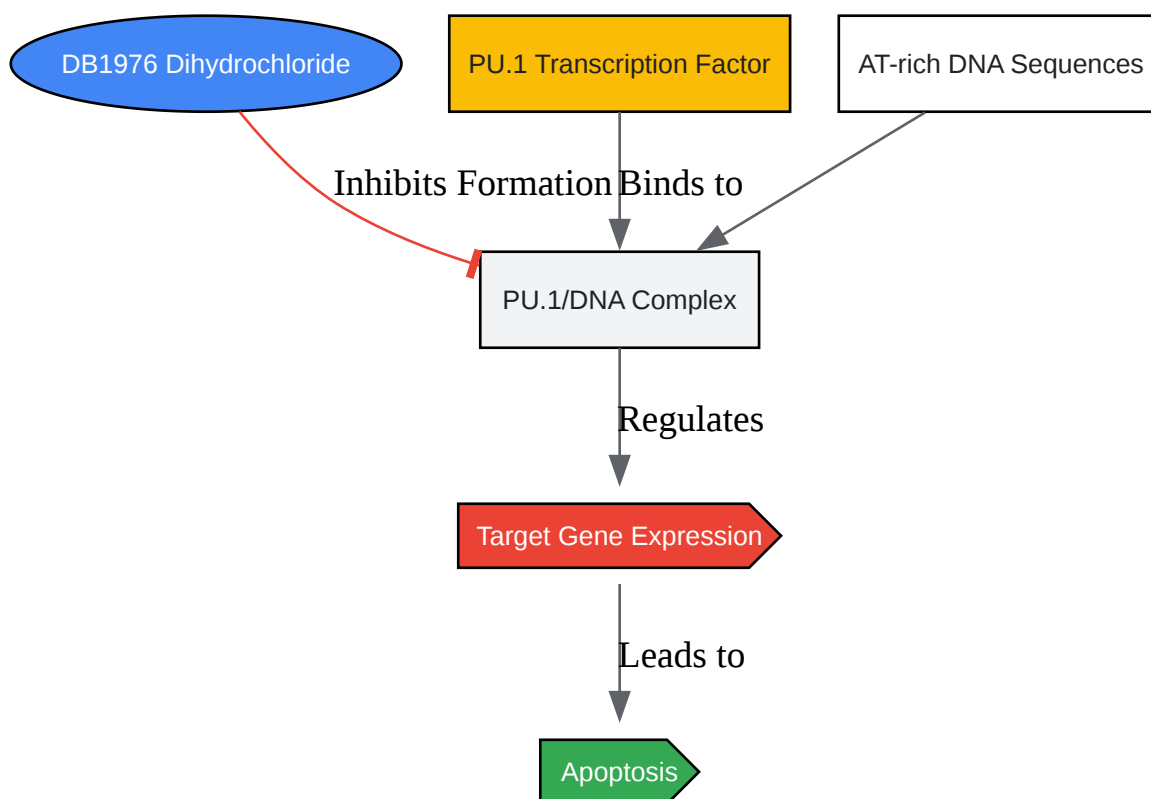 DB1976 Dihydrochloride
PU.1 Transcription Factor
AT-rich DNA Sequences
Inhibits Formation
Binds to
PU.1/DNA Complex
Regulates
Target Gene Expression
Leads to
Apoptosis